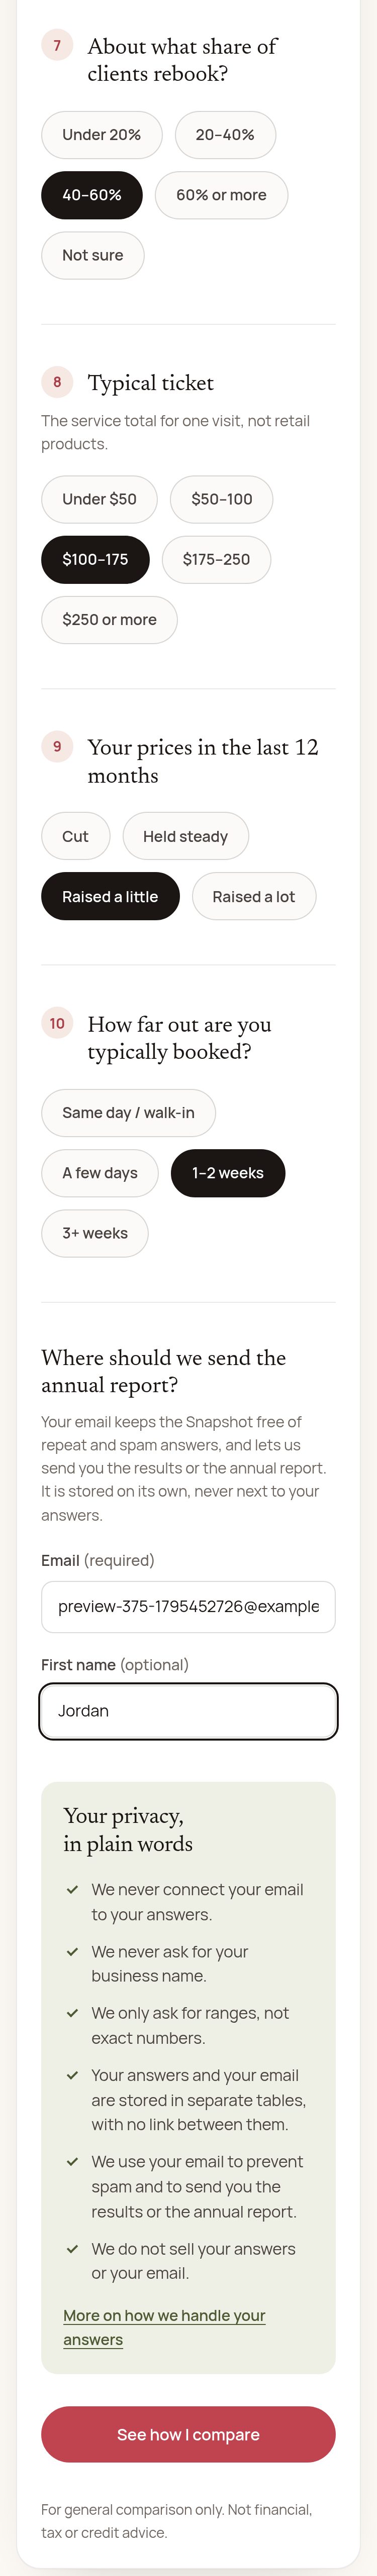 7
About what share of
clients rebook?
Under 20%
20–40%
40–60%
60% or more
Not sure
8
Typical ticket
The service total for one visit, not retail
products.
Under $50
$50–100
$100–175
$175–250
$250 or more
9
Your prices in the last 12
months
Cut
Held steady
Raised a little
Raised a lot
10
How far out are you
typically booked?
Same day / walk-in
A few days
1–2 weeks
3+ weeks
Where should we send the
annual report?
Your email keeps the Snapshot free of
repeat and spam answers, and lets us
send you the results or the annual report.
It is stored on its own, never next to your
answers.
Email (required)
preview-375-1795452726@example
First name (optional)
Jordan
Your privacy,
in plain words
We never connect your email
to your answers.
We never ask for your
business name.
We only ask for ranges, not
exact numbers.
Your answers and your email
are stored in separate tables,
with no link between them.
We use your email to prevent
spam and to send you the
results or the annual report.
We do not sell your answers
or your email.
More on how we handle your
answers
See how I compare
For general comparison only. Not financial,
tax or credit advice.